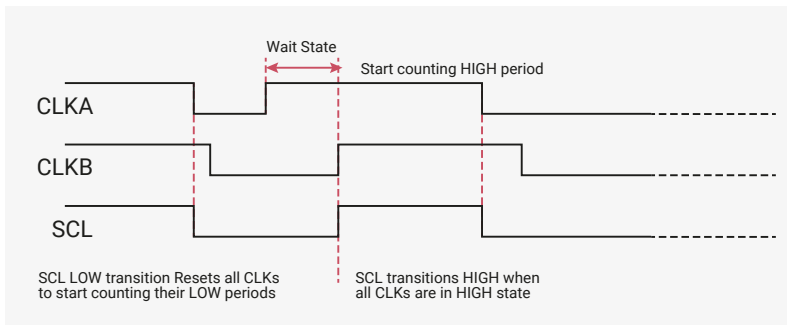 Wait State
Start counting HIGH period
CLKA
CLKB
SCL
SCL LOW transition Resets all CLKs
to start counting their LOW periods
SCL transitions HIGH when
all CLKs are in HIGH state